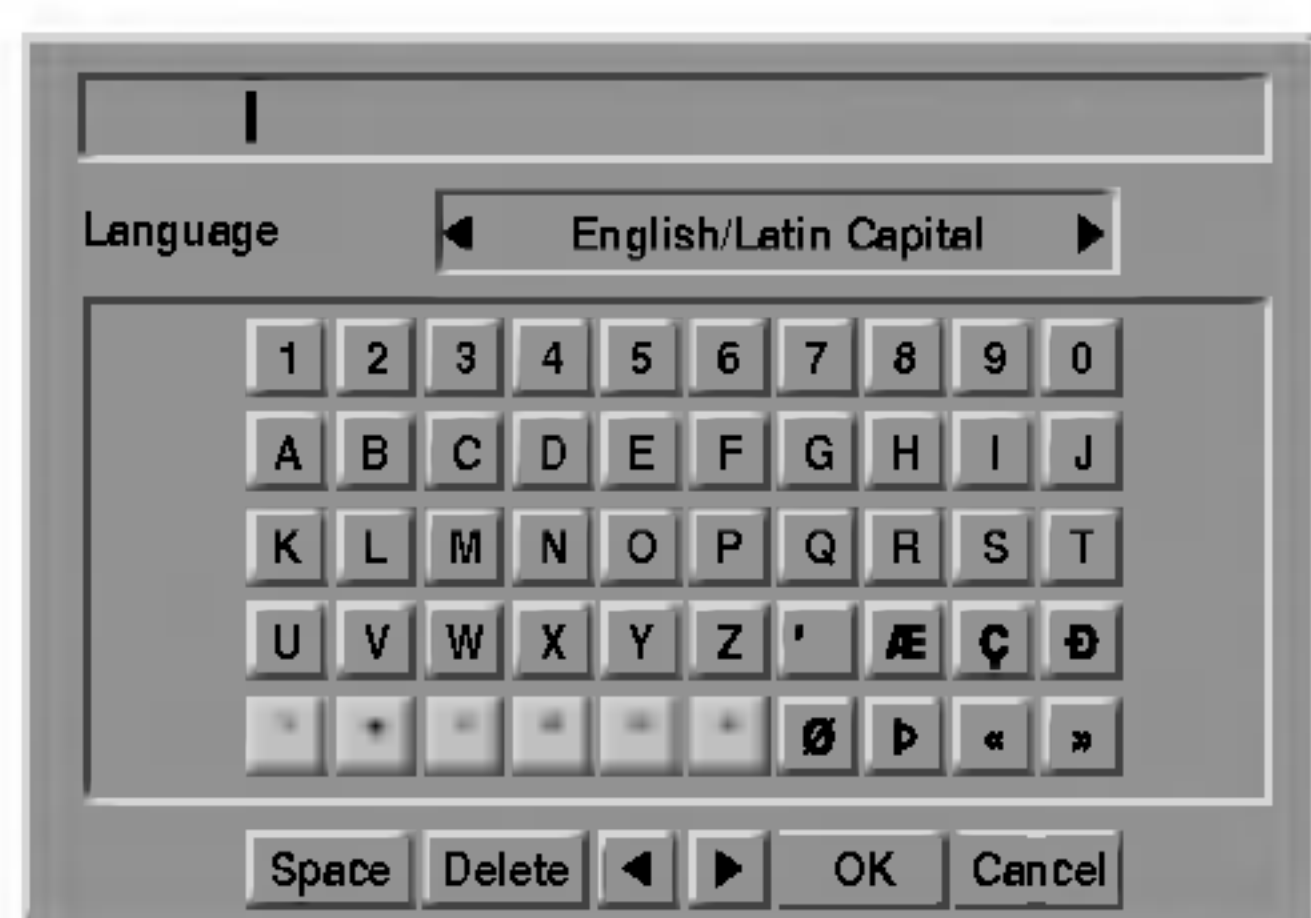 Language ◀ English/Latin Capital ▶
1 2 3 4 5 6 7 8 9 0
A B C D E F G H I J
K L M N O P Q R S T
U V W X Y Z ' Æ Ç Ð
Ø Þ « »
Space Delete ◀ ▶ OK Cancel